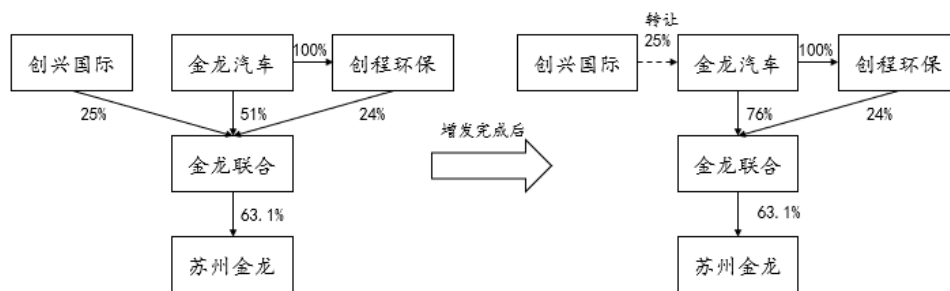 转让
100%
25%
100%
创兴国际
金龙汽车
创程环保
创兴国际
金龙汽车
创程环保
25%
51%
24%
增发完成后
76%
24%
金龙联合
金龙联合
63.1%
63.1%
苏州金龙
苏州金龙